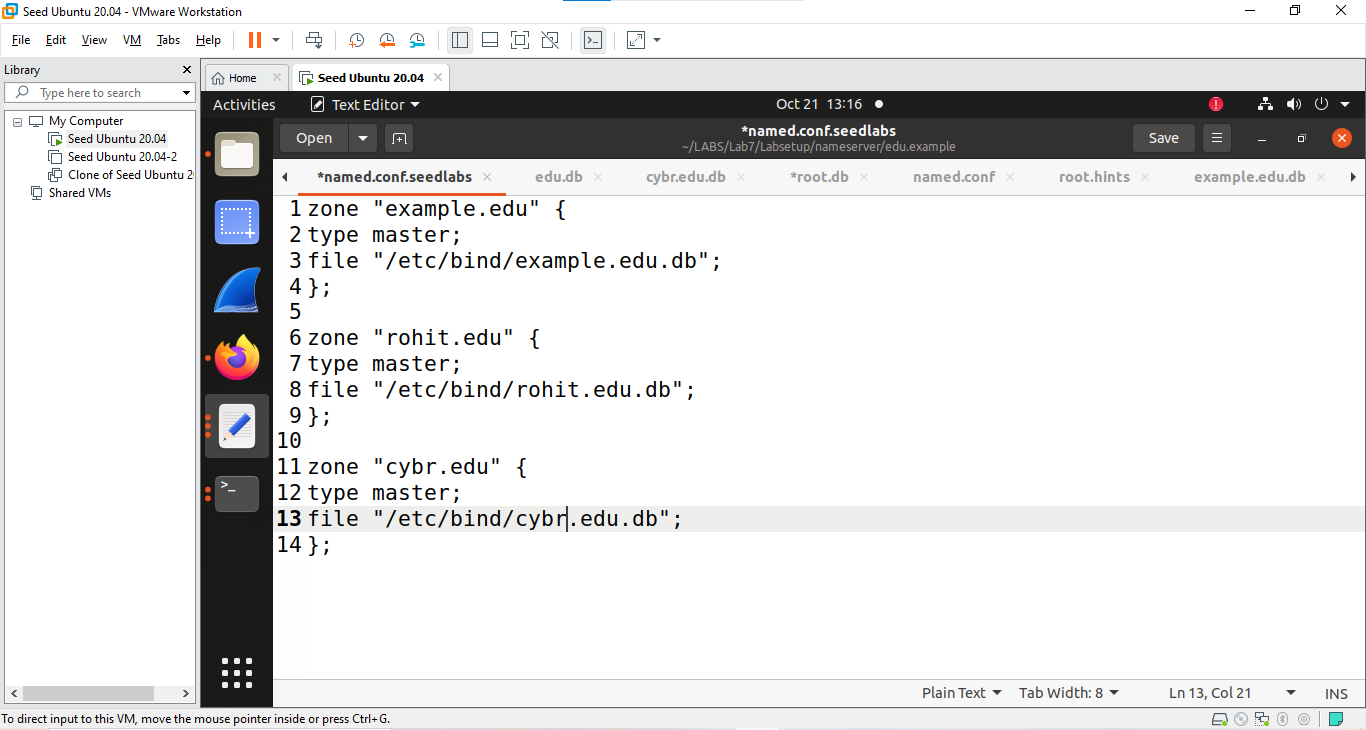 Seed Ubuntu 20.04 - VMware Workstation
File Edit View VM Tabs Help
Library
Type here to search
My Computer
Seed Ubuntu 20.04
Seed Ubuntu 20.04-2
Clone of Seed Ubuntu 2
Shared VMs
Home
Seed Ubuntu 20.04
Activities
Text Editor
Oct 21 13:16
Open
*named.conf.seedlabs
~/LABS/Lab7/Labsetup/nameserver/edu.example
Save
*named.conf.seedlabs
edu.db
cybr.edu.db
*root.db
named.conf
root.hints
example.edu.db
1 zone "example.edu" {
2 type master;
3 file "/etc/bind/example.edu.db";
4 };
5
6 zone "rohit.edu" {
7 type master;
8 file "/etc/bind/rohit.edu.db";
9 };
10
11 zone "cybr.edu" {
12 type master;
13 file "/etc/bind/cybr.edu.db";
14 };
Plain Text
Tab Width: 8
Ln 13, Col 21
INS
To direct input to this VM, move the mouse pointer inside or press Ctrl+G.